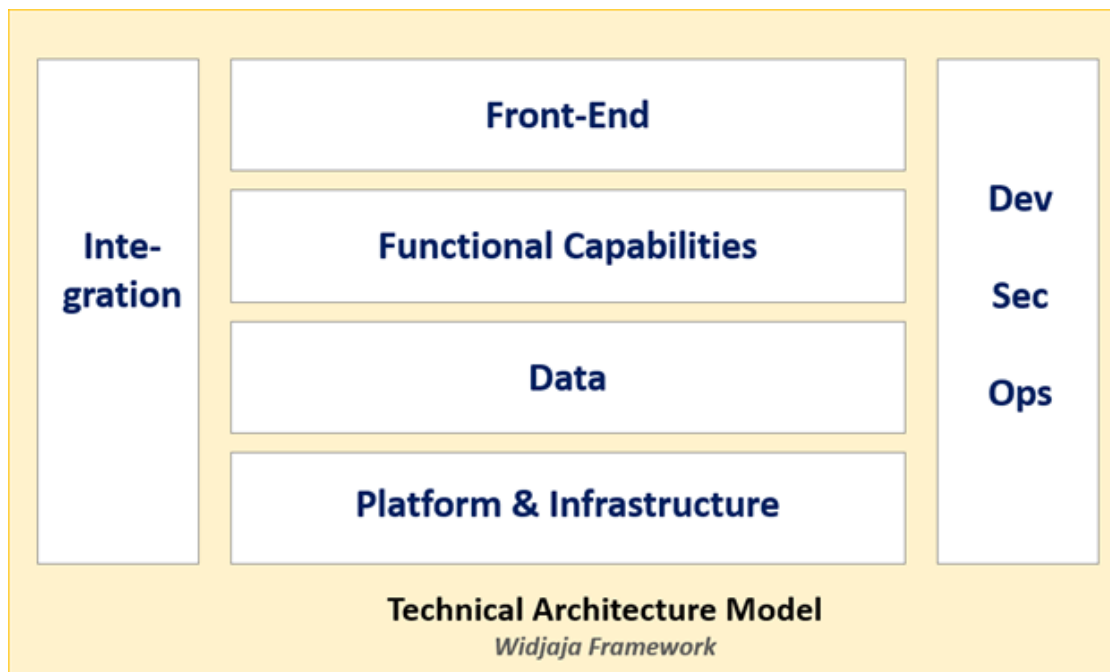 Inte-
gration
Front-End
Functional Capabilities
Data
Platform & Infrastructure
Dev
Sec
Ops
Technical Architecture Model
Widjaja Framework